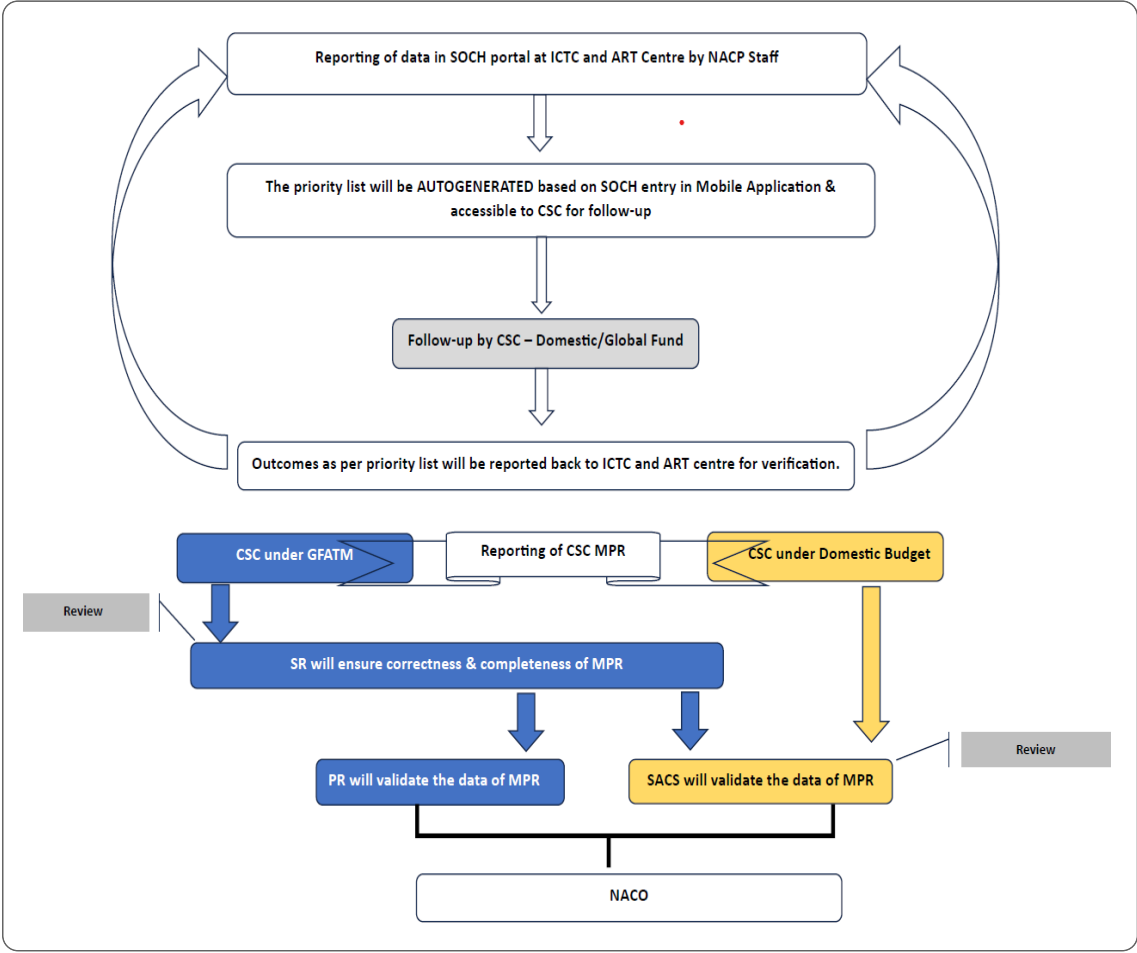 Reporting of data in SOCH portal at ICTC and ART Centre by NACP Staff
The priority list will be AUTOGENERATED based on SOCH entry in Mobile Application &
accessible to CSC for follow-up
Follow-up by CSC – Domestic/Global Fund
Outcomes as per priority list will be reported back to ICTC and ART centre for verification.
CSC under GFATM
Reporting of CSC MPR
CSC under Domestic Budget
Review
SR will ensure correctness & completeness of MPR
Review
PR will validate the data of MPR
SACS will validate the data of MPR
NACO